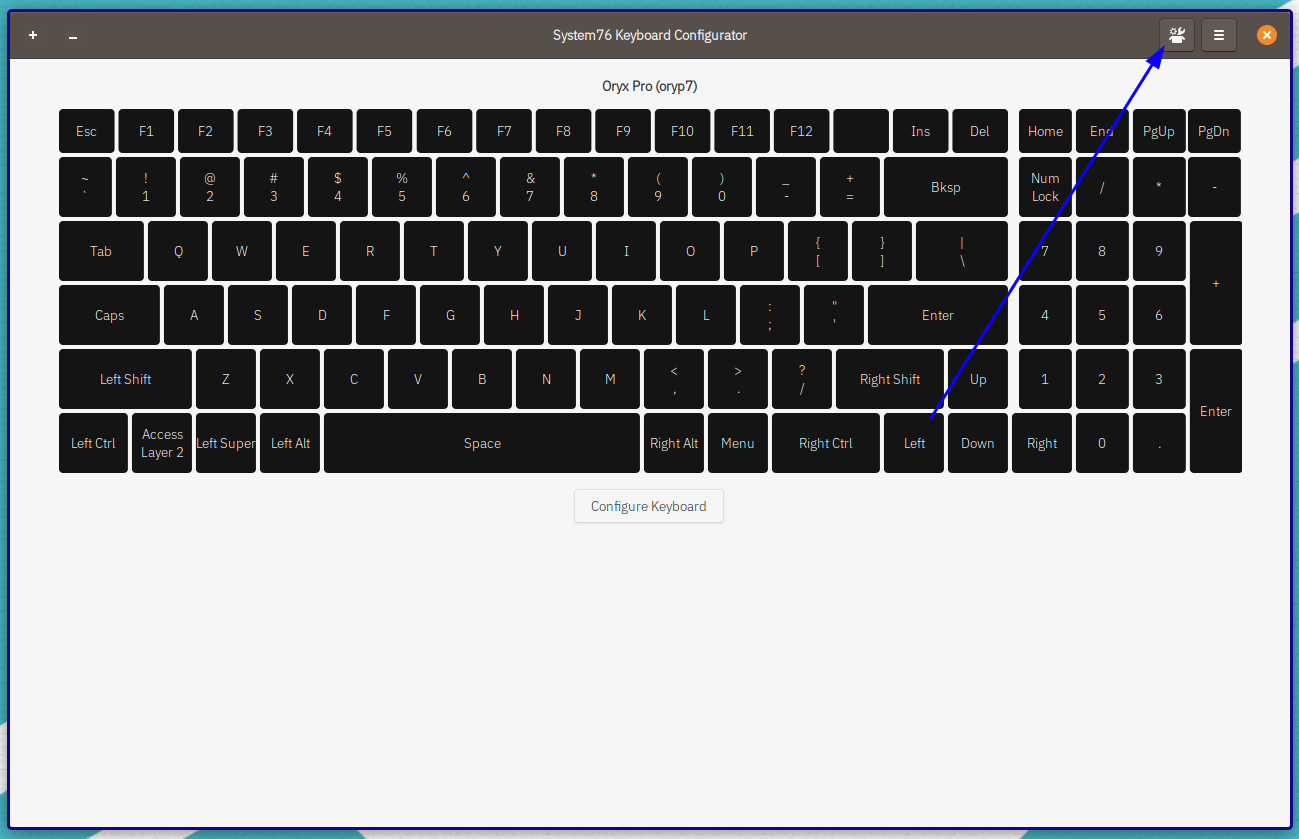 System76 Keyboard Configurator
Oryx Pro (oryp7)
Esc F1 F2 F3 F4 F5 F6 F7 F8 F9 F10 F11 F12 Ins Del Home End PgUp PgDn
~ ! @ # $ % ^ & * ( ) _ + Bksp Num / * -
` 1 2 3 4 5 6 7 8 9 0 - = Lock
Tab Q W E R T Y U I O P { } | 7 8 9 +
[ ] \
Caps A S D F G H J K L : " Enter 4 5 6
; '
Left Shift Z X C V B N M < > ? Right Shift Up 1 2 3 Enter
, . /
Left Ctrl Access Left Super Left Alt Space Right Alt Menu Right Ctrl Left Down Right 0 .
Layer 2
Configure Keyboard